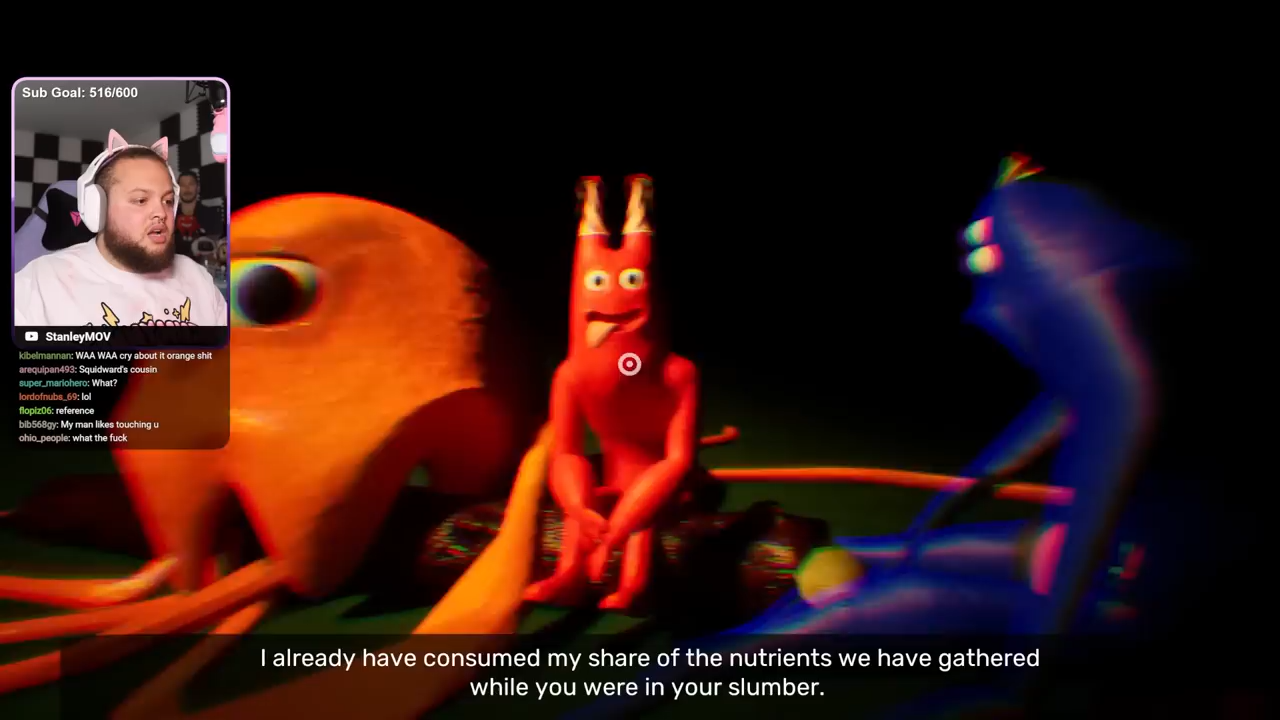 Sub Goal: 516/600
StanleyMOV
kibelmannan: WAA WAA cry about it orange shit
arequipan493: Squidward's cousin
super_mariohero: What?
lordofnubs_69: lol
flopiz06: reference
bib568gy: My man likes touching u
ohio_people: what the fuck
I already have consumed my share of the nutrients we have gathered
while you were in your slumber.